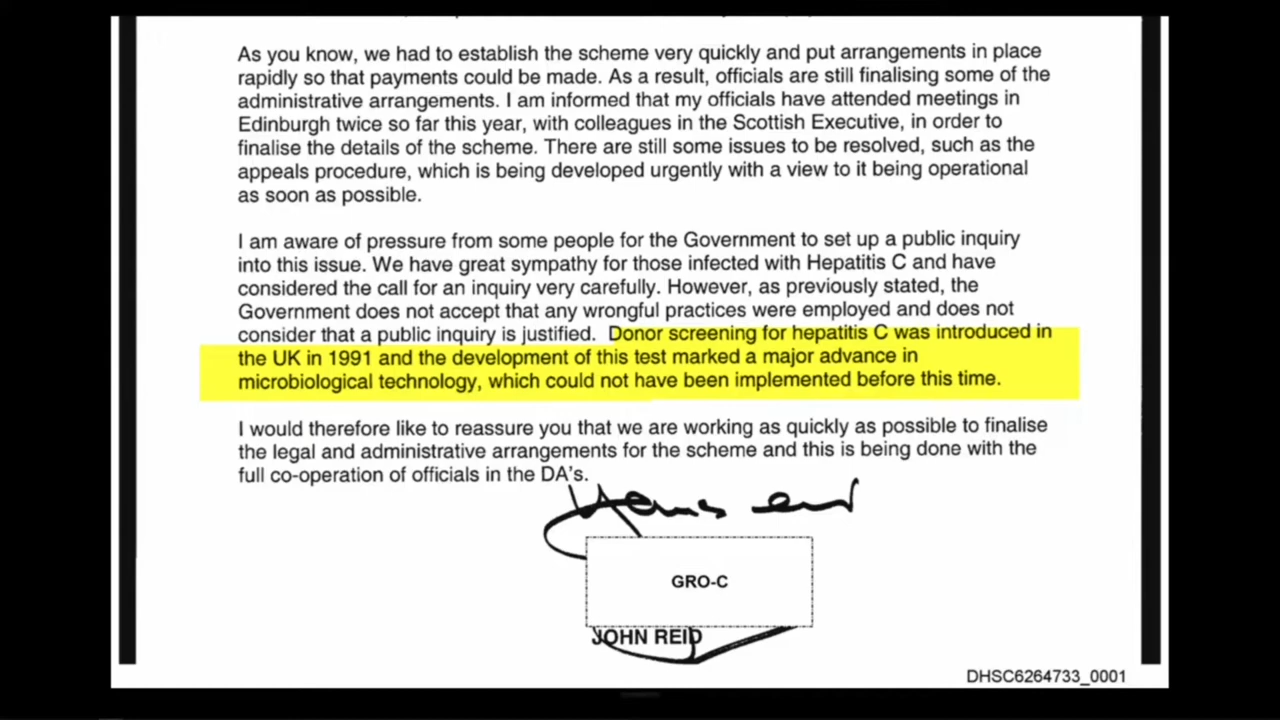 As you know, we had to establish the scheme very quickly and put arrangements in place
rapidly so that payments could be made. As a result, officials are still finalising some of the
administrative arrangements. I am informed that my officials have attended meetings in
Edinburgh twice so far this year, with colleagues in the Scottish Executive, in order to
finalise the details of the scheme. There are still some issues to be resolved, such as the
appeals procedure, which is being developed urgently with a view to it being operational
as soon as possible.
I am aware of pressure from some people for the Government to set up a public inquiry
into this issue. We have great sympathy for those infected with Hepatitis C and have
considered the call for an inquiry very carefully. However, as previously stated, the
Government does not accept that any wrongful practices were employed and does not
consider that a public inquiry is justified. Donor screening for hepatitis C was introduced in
the UK in 1991 and the development of this test marked a major advance in
microbiological technology, which could not have been implemented before this time.
I would therefore like to reassure you that we are working as quickly as possible to finalise
the legal and administrative arrangements for the scheme and this is being done with the
full co-operation of officials in the DA's.
GRO-C
JOHN REID
DHSC6264733_0001